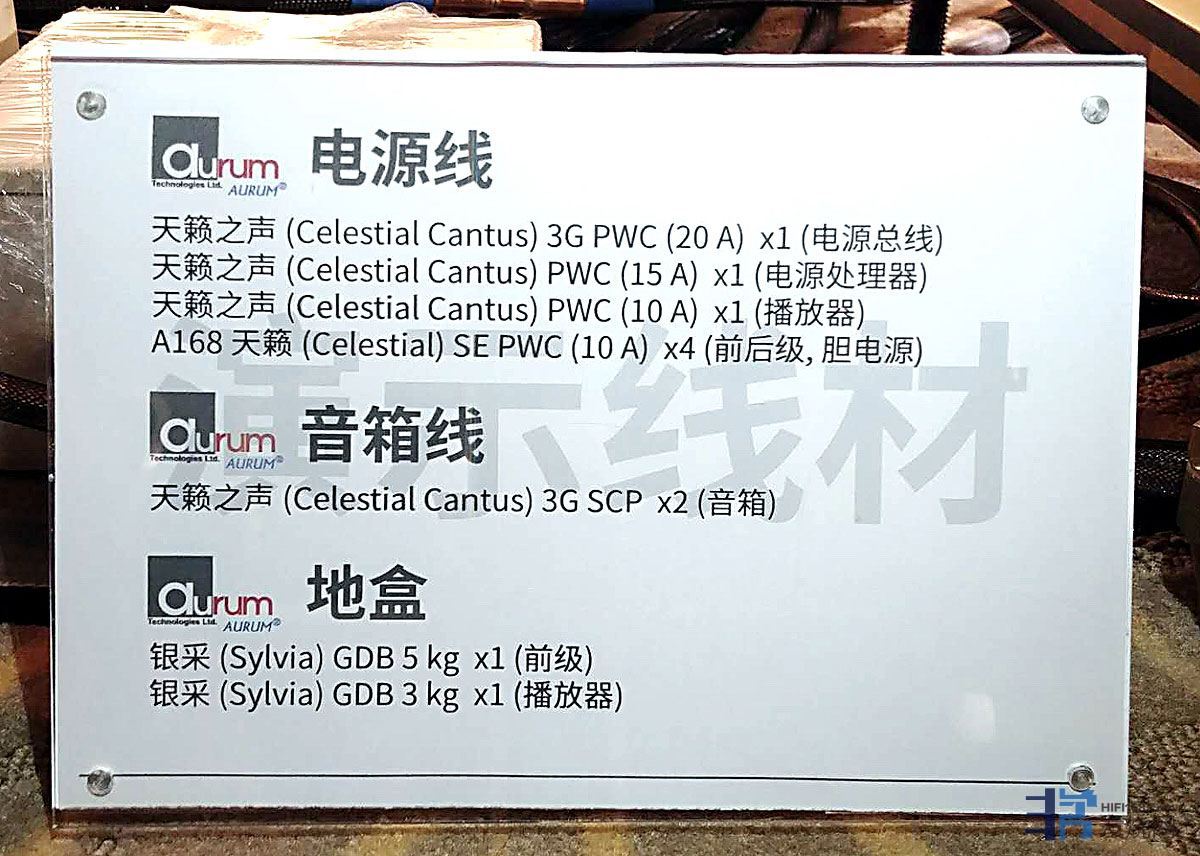 aurum 电源线
Technologies Ltd. AURUM®
天籁之声 (Celestial Cantus) 3G PWC (20 A) x1 (电源总线)
天籁之声 (Celestial Cantus) PWC (15 A) x1 (电源处理器)
天籁之声 (Celestial Cantus) PWC (10 A) x1 (播放器)
A168 天籁 (Celestial) SE PWC (10 A) x4 (前后级, 胆电源)
演示线材
aurum 音箱线
Technologies Ltd. AURUM®
天籁之声 (Celestial Cantus) 3G SCP x2 (音箱)
aurum 地盒
Technologies Ltd. AURUM®
银采 (Sylvia) GDB 5 kg x1 (前级)
银采 (Sylvia) GDB 3 kg x1 (播放器)